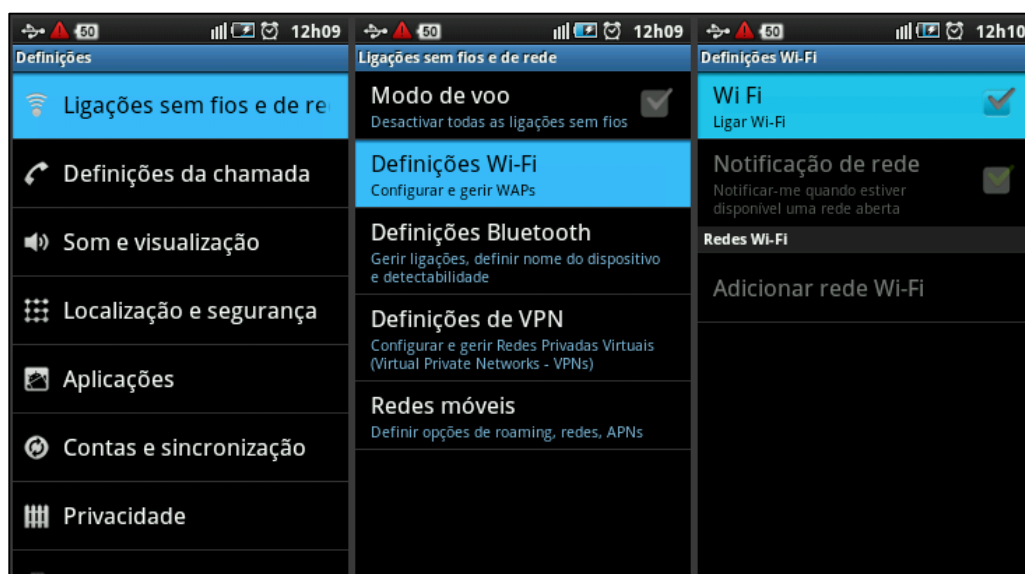 50
12h09
Definições
Ligações sem fios e de re
Definições da chamada
Som e visualização
Localização e segurança
Aplicações
Contas e sincronização
Privacidade
50
12h09
Ligações sem fios e de rede
Modo de voo
Desactivar todas as ligações sem fios
Definições Wi-Fi
Configurar e gerir WAPs
Definições Bluetooth
Gerir ligações, definir nome do dispositivo
e detectabilidade
Definições de VPN
Configurar e gerir Redes Privadas Virtuais
(Virtual Private Networks - VPNs)
Redes móveis
Definir opções de roaming, redes, APNs
50
12h10
Definições Wi-Fi
Wi Fi
Ligar Wi-Fi
Notificação de rede
Notificar-me quando estiver
disponível uma rede aberta
Redes Wi-Fi
Adicionar rede Wi-Fi